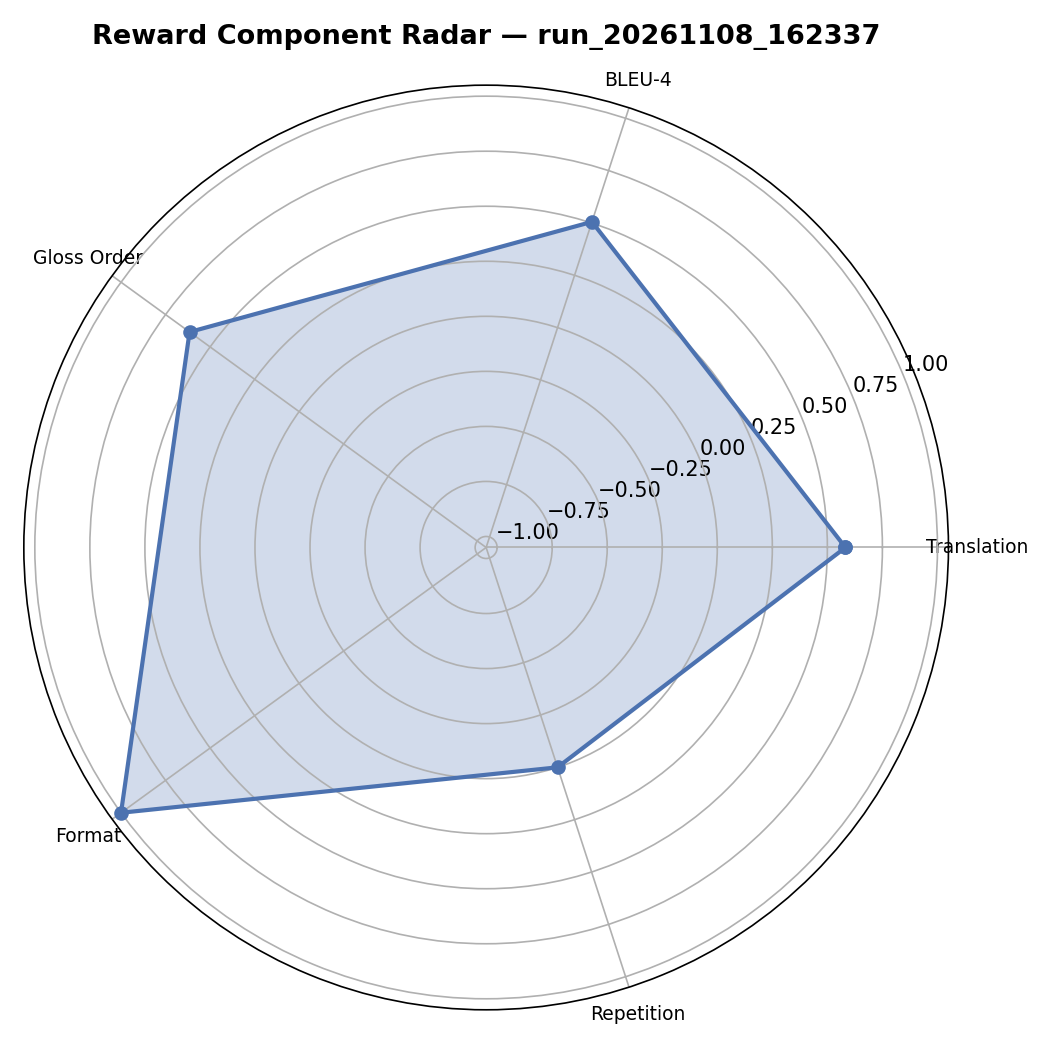 Reward Component Radar — run_20261108_162337
BLEU-4
Gloss Order
1.00
0.75
0.50
0.25
0.00
−0.25
−0.50
−0.75
−1.00
Translation
Format
Repetition